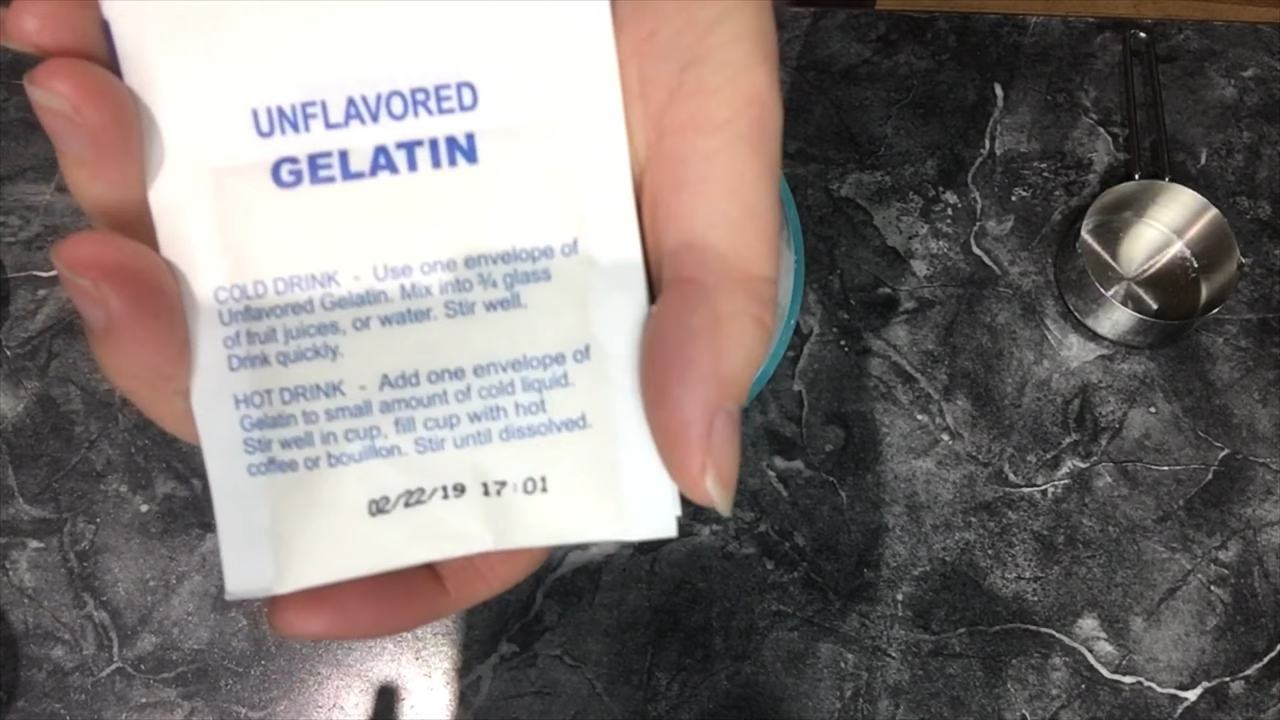 UNFLAVORED
GELATIN
COLD DRINK - Use one envelope of
Unflavored Gelatin. Mix into ¾ glass
of fruit juices, or water. Stir well.
Drink quickly.
HOT DRINK - Add one envelope of
Gelatin to small amount of cold liquid.
Stir well in cup, fill cup with hot
coffee or bouillon. Stir until dissolved.
02/22/19 17:01